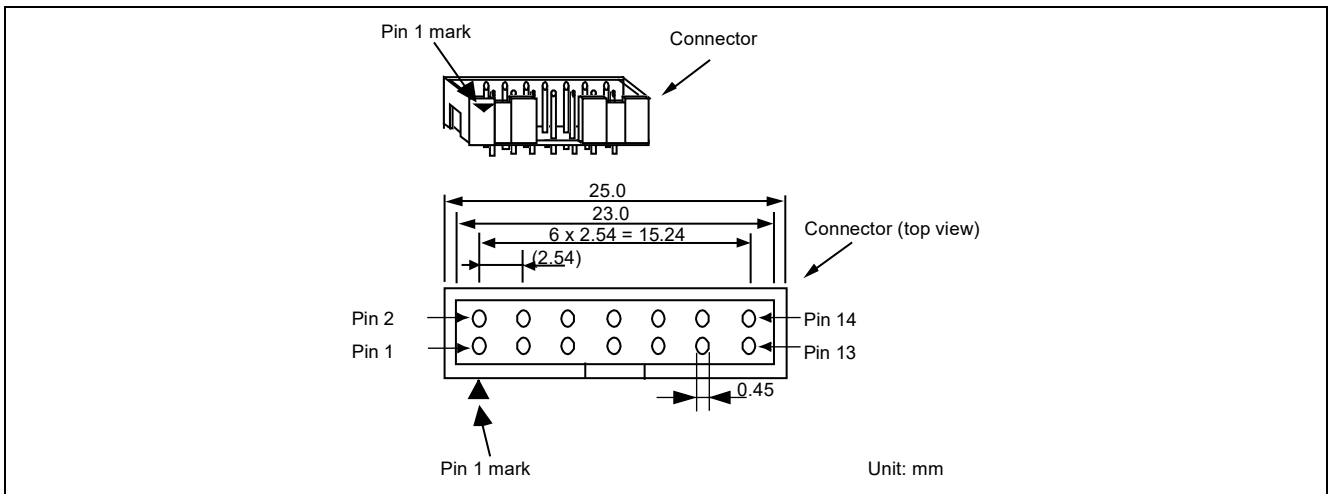 Pin 1 mark
Connector
25.0
23.0
6 x 2.54 = 15.24
(2.54)
Connector (top view)
Pin 2
Pin 14
Pin 1
Pin 13
0.45
Pin 1 mark
Unit: mm